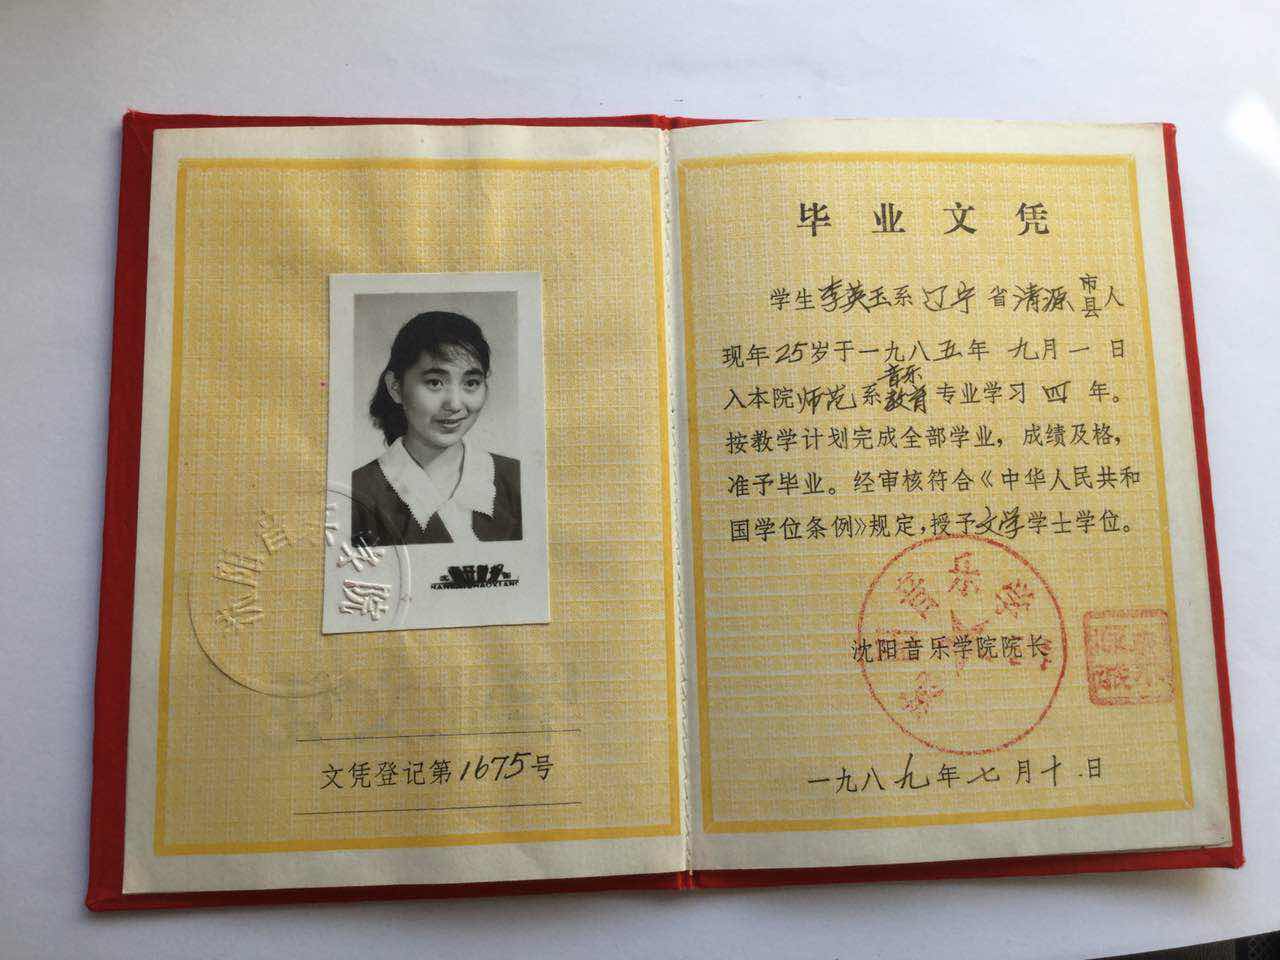 沈阳音乐学院
文凭登记第1675号
毕业文凭
学生李英玉系辽宁省清源市县人
现年25岁于一九八五年九月一日
入本院师范系音乐教育专业学习四年。
按教学计划完成全部学业，成绩及格，
准予毕业。经审核符合《中华人民共和
国学位条例》规定，授予文学学士学位。
沈阳音乐学院院长
一九八九年七月十日